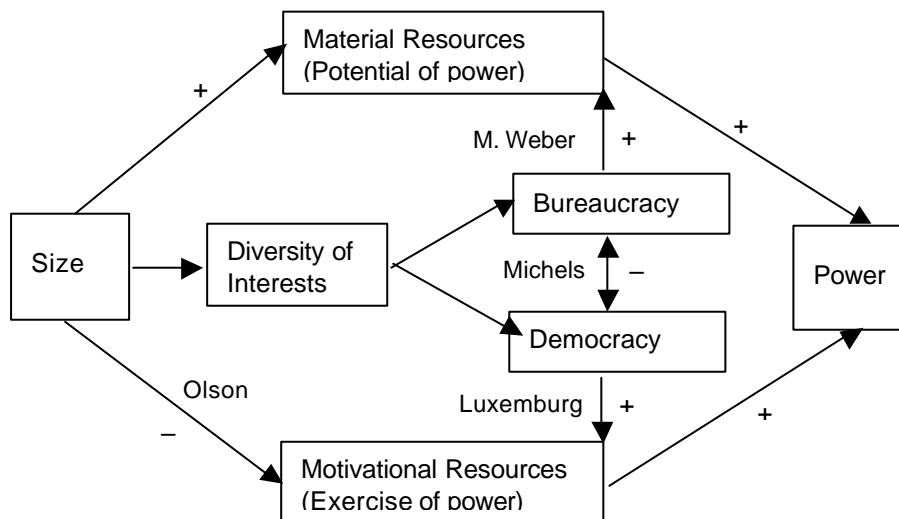 Material Resources
(Potential of power)
+
+
M. Weber +
Bureaucracy
Size
Diversity of
Interests
Michels –
Power
Democracy
Olson
Luxemburg +
–
+
Motivational Resources
(Exercise of power)